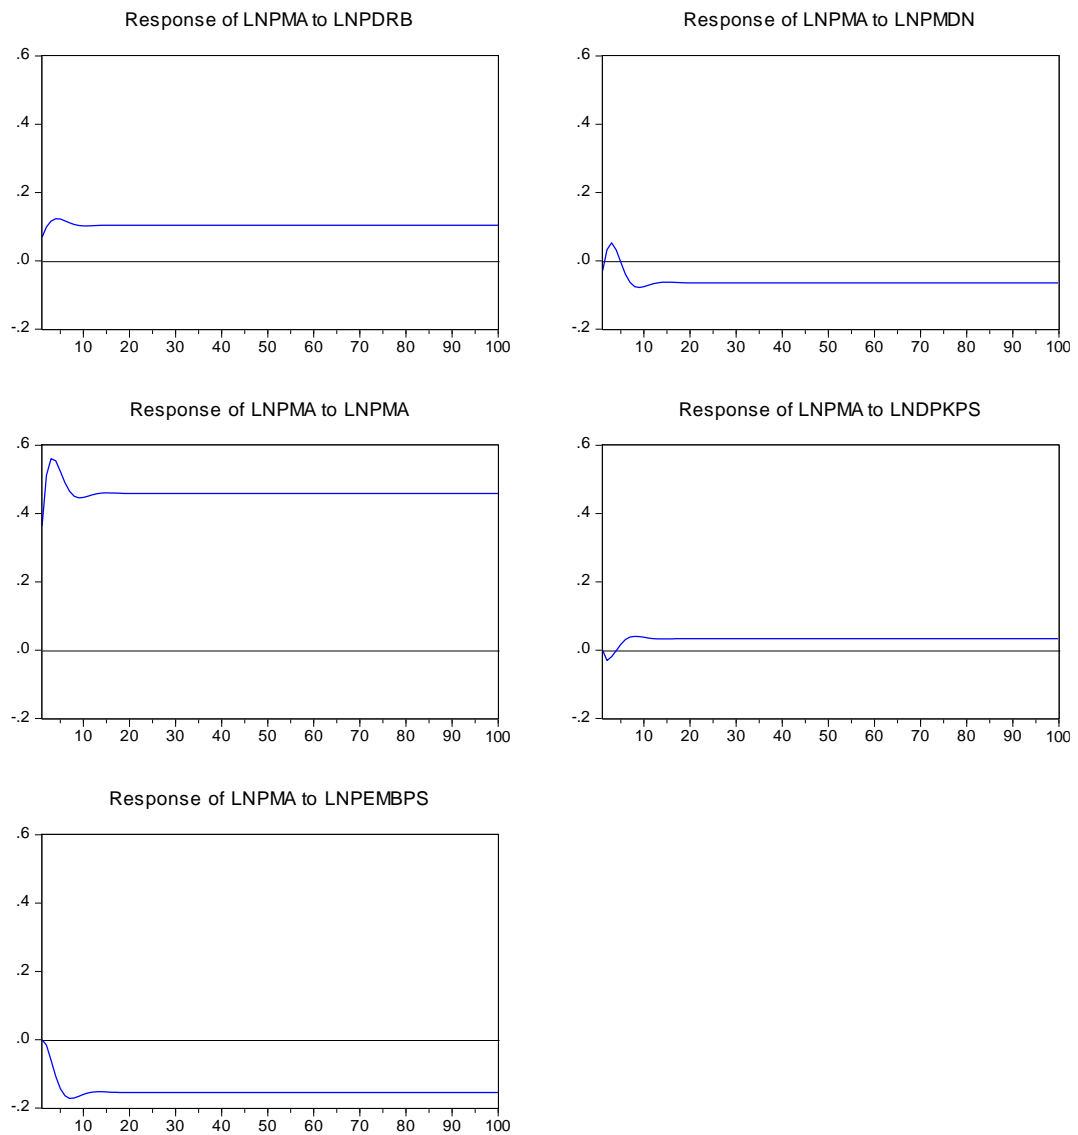 Response of LNPMA to LNPDRB
.6
.4
.2
.0
-.2
10 20 30 40 50 60 70 80 90 100
Response of LNPMA to LNPMDN
.6
.4
.2
.0
-.2
10 20 30 40 50 60 70 80 90 100
Response of LNPMA to LNPMA
.6
.4
.2
.0
-.2
10 20 30 40 50 60 70 80 90 100
Response of LNPMA to LNDPKPS
.6
.4
.2
.0
-.2
10 20 30 40 50 60 70 80 90 100
Response of LNPMA to LNPEMBPS
.6
.4
.2
.0
-.2
10 20 30 40 50 60 70 80 90 100